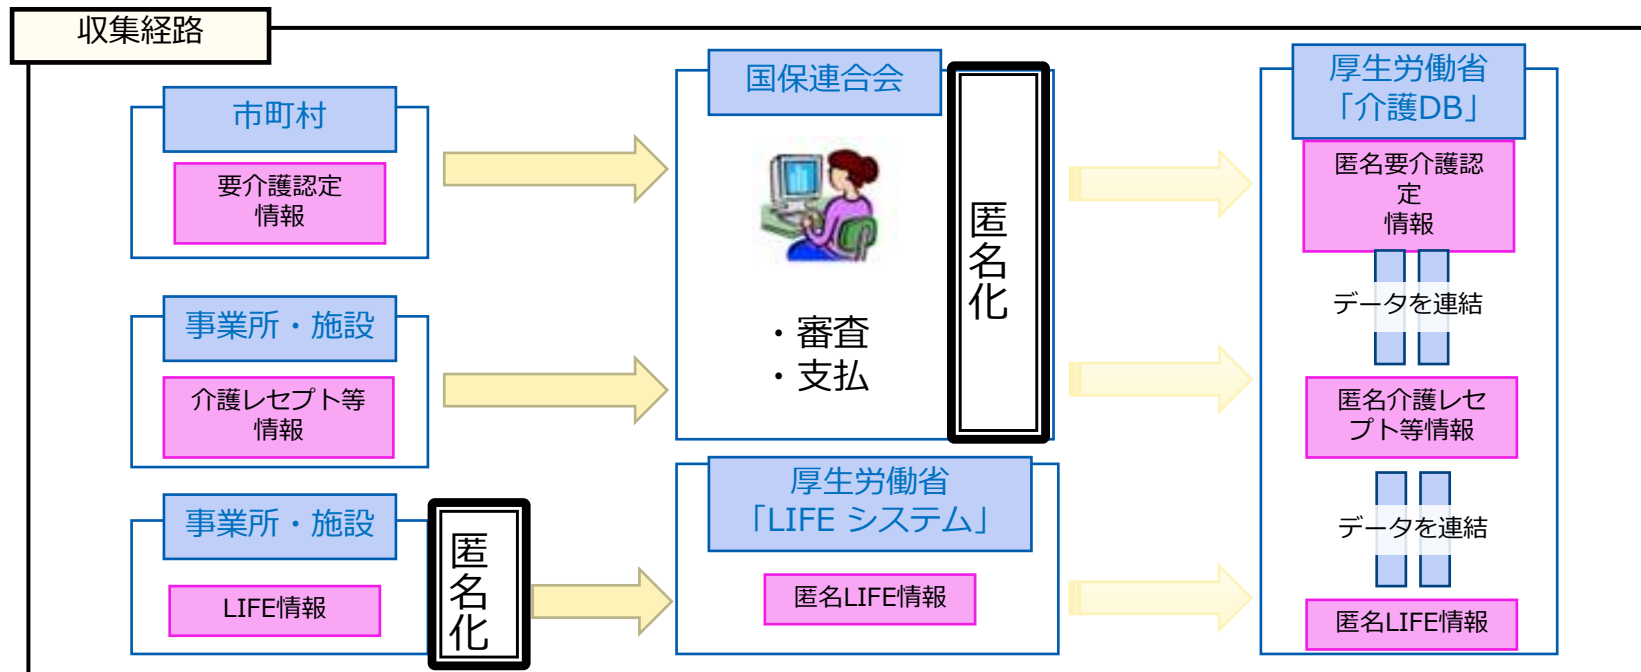 収集経路
市町村
要介護認定
情報
事業所・施設
介護レセプト等
情報
事業所・施設
LIFE情報
匿名化
国保連合会
・審査
・支払
匿名化
厚生労働省
「LIFE システム」
匿名LIFE情報
厚生労働省
「介護DB」
匿名要介護認
定
情報
データを連結
匿名介護レセ
プト等情報
データを連結
匿名LIFE情報